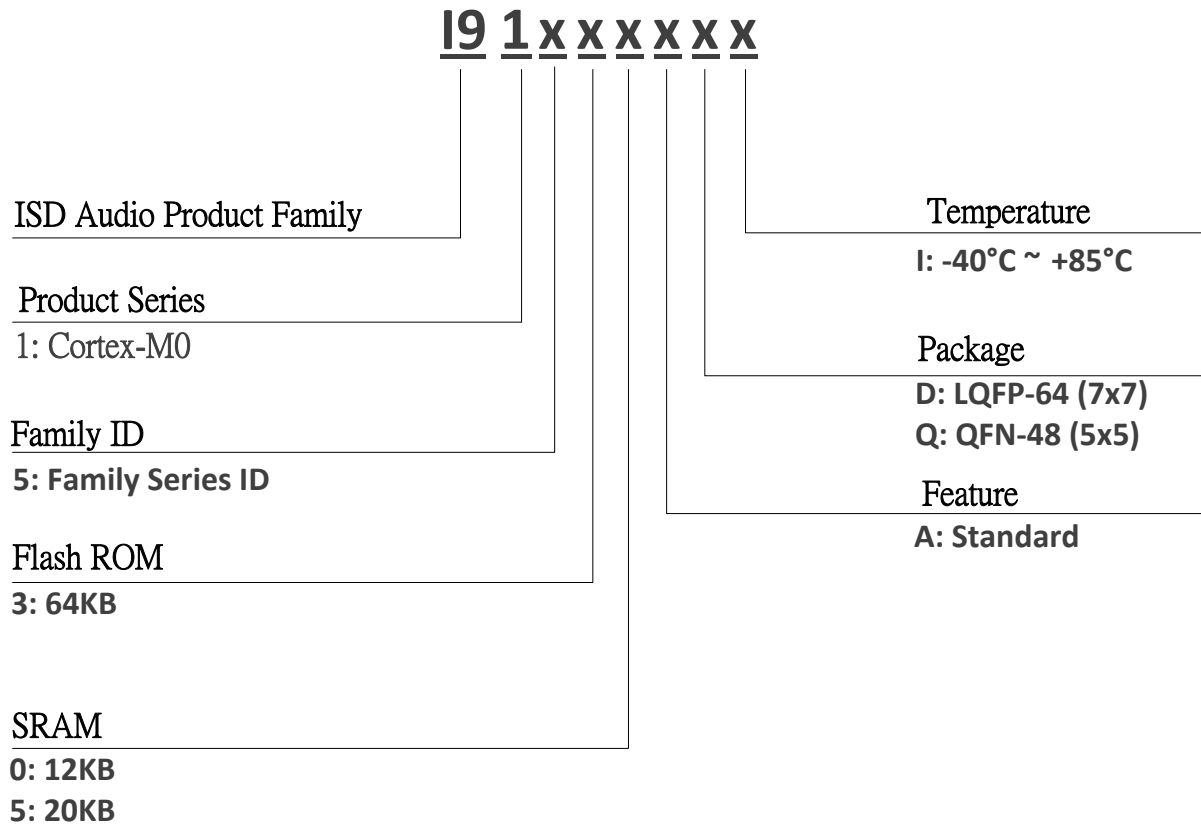 I9 1 x x x x x x
ISD Audio Product Family
Product Series
1: Cortex-M0
Family ID
5: Family Series ID
Flash ROM
3: 64KB
SRAM
0: 12KB
5: 20KB
Temperature
I: -40°C ~ +85°C
Package
D: LQFP-64 (7x7)
Q: QFN-48 (5x5)
Feature
A: Standard